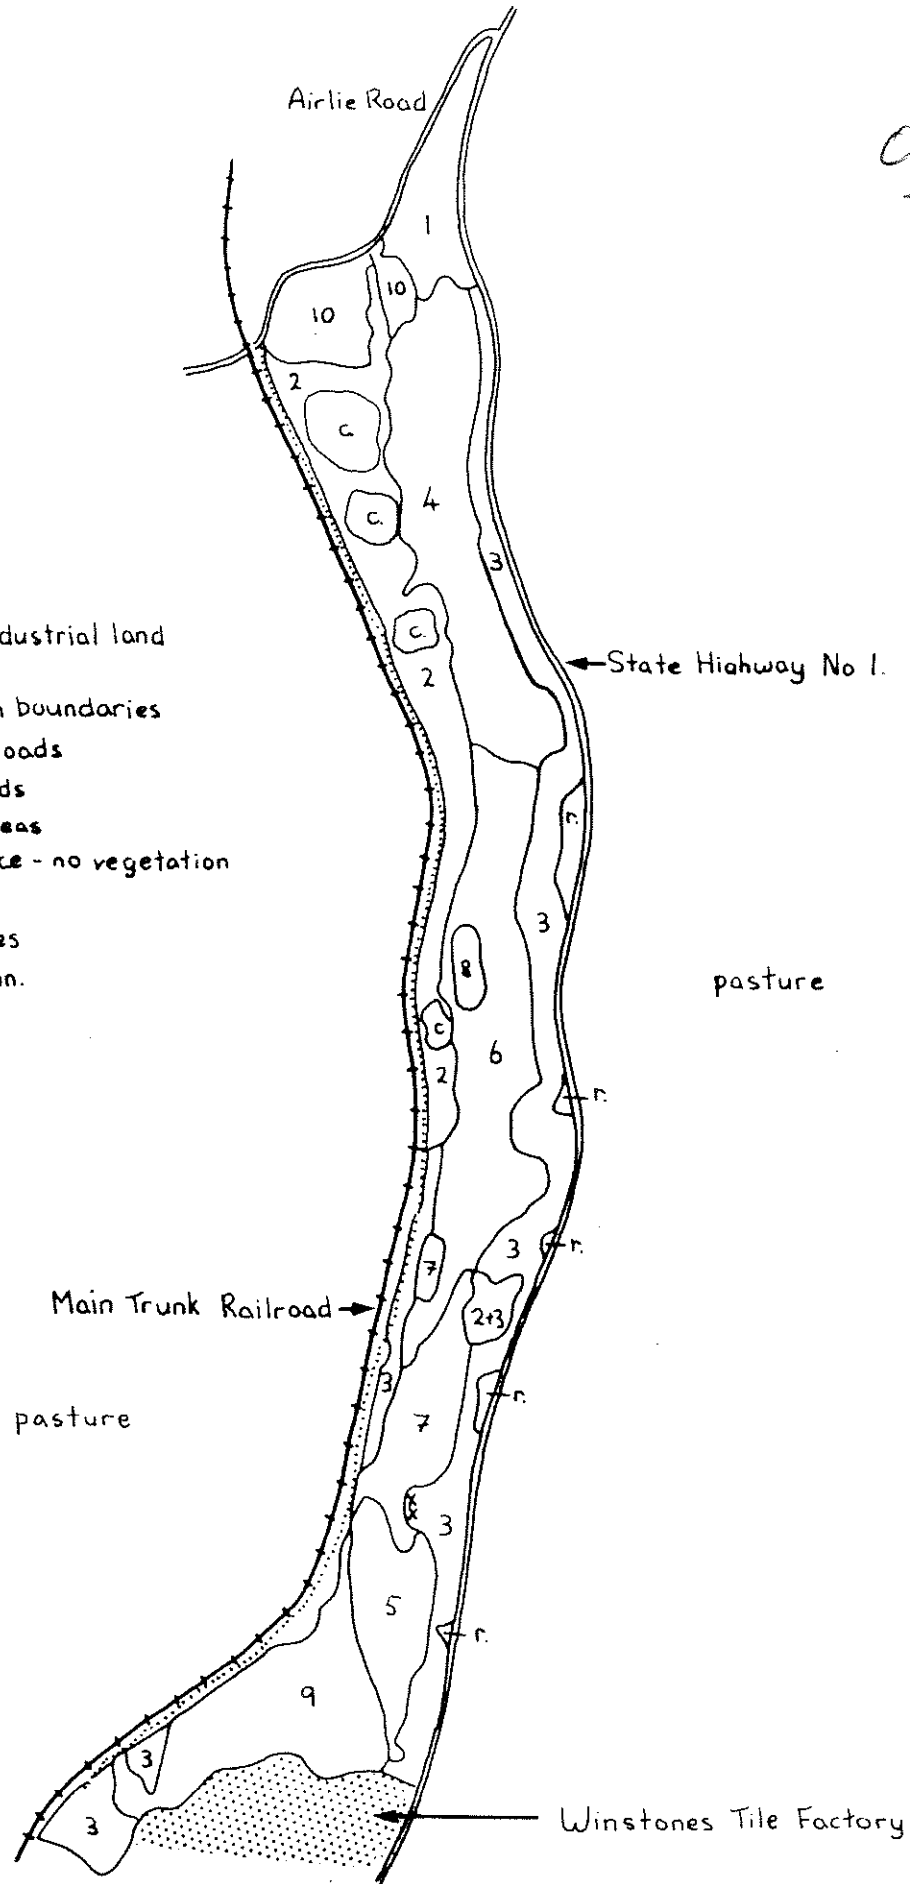 Airlie Road
1
10
10
2
c.
4
c.
3
dustrial land
c.
State Highway No 1.
2
boundaries
oads
ds
r.
eas
ce - no vegetation
3
es
8
n.
pasture
c
6
2
r.
3
r.
7
Main Trunk Railroad
2+3
3
r.
pasture
7
3
5
r.
9
3
3
Winstones Tile Factory